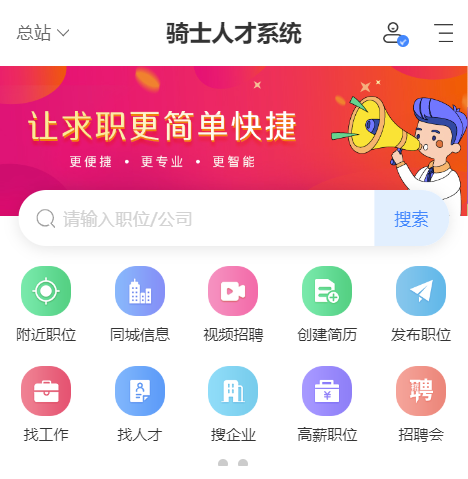 总站
骑士人才系统
让求职更简单快捷
更便捷 • 更专业 • 更智能
请输入职位/公司
搜索
附近职位 同城信息 视频招聘 创建简历 发布职位
聘
找工作 找人才 搜企业 高薪职位 招聘会